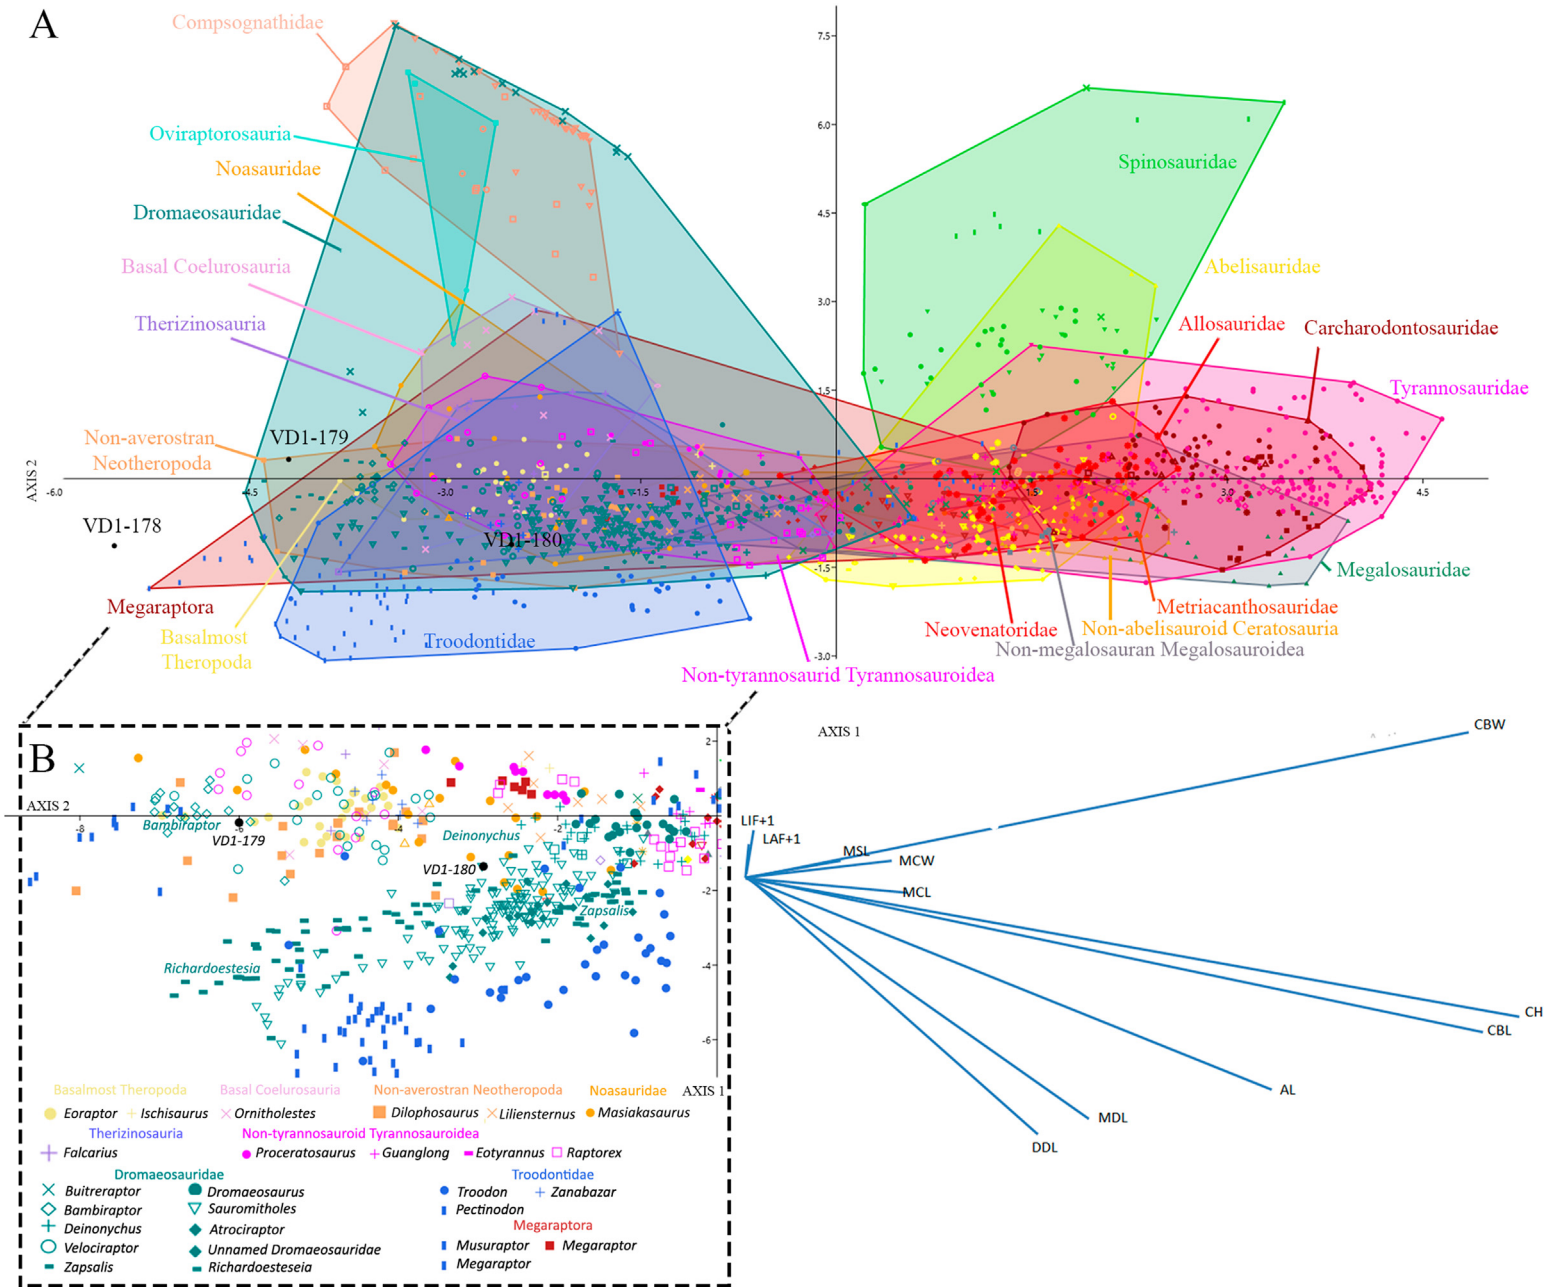 A
Compsognathidae
7.5
6.0
Spinosauridae
Oviraptorosauria
Noasauridae
Dromaeosauridae
4.5
Basal Coelurosauria
Abelisauridae
3.0
Therizinosauria
Allosauridae
Carcharodontosauridae
1.5
Tyrannosauridae
Non-averostran
Neotheropoda
VD1-179
AXIS 2
-6.0
-4.5
-3.0
-1.5
1.5
3.0
4.5
VD1-178
VD1-180
-1.5
Megalosauridae
Megaraptora
Metriacanthosauridae
Basalmost
Theropoda
Troodontidae
Neovenatoridae
Non-abelisauroid Ceratosauria
Non-megalosauran Megalosauroidea
-3.0
Non-tyrannosaurid Tyrannosauroidea
AXIS 1
B
2
AXIS 2
-8
-6
-4
-2
Bambiraptor
VD1-179
Deinonychus
VD1-180
-2
Zapsalis
Richardoestesia
-4
-6
AXIS 1
CBW
LIF+1
LAF+1
MSL
MCW
MCL
CH
CBL
AL
MDL
DDL
Basalmost Theropoda Basal Coelurosauria Non-averostran Neotheropoda Noasauridae
Eoraptor Ischisaurus Ornitholestes Dilophosaurus Liliensternus Masiakasaurus
Therizinosauria Non-tyrannosauroid Tyrannosauroidea
Falcarius Proceratosaurus Guanglong Eotyrannus Raptorex
Dromaeosauridae Troodontidae
Buitreraptor Dromaeosaurus Troodon Zanabazar
Bambiraptor Sauromitholes Pectinodon
Deinonychus Atrociraptor Megaraptora
Velociraptor Unnamed Dromaeosauridae Musuraptor Megaraptor
Zapsalis Richardoesteseia Megaraptor